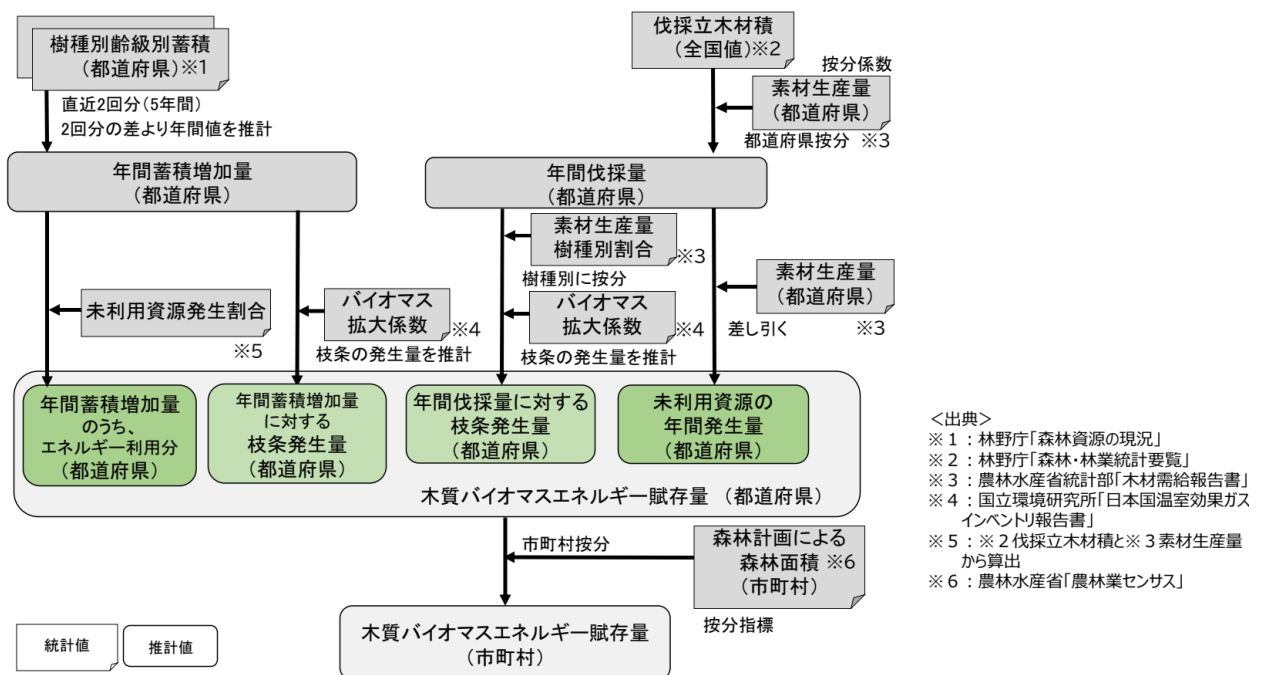 樹種別齢級別蓄積
（都道府県）※1
直近2回分（5年間）
2回分の差より年間値を推計
伐採立木材積
（全国値）※2
按分係数
素材生産量
（都道府県）
都道府県按分 ※3
年間蓄積増加量
（都道府県）
年間伐採量
（都道府県）
素材生産量
樹種別割合
※3
樹種別に按分
素材生産量
（都道府県）
※3
差し引く
未利用資源発生割合
※5
バイオマス
拡大係数
※4
枝条の発生量を推計
バイオマス
拡大係数
※4
枝条の発生量を推計
年間蓄積増加量
のうち、
エネルギー利用分
（都道府県）
年間蓄積増加量
に対する
枝条発生量
（都道府県）
年間伐採量に対する
枝条発生量
（都道府県）
未利用資源の
年間発生量
（都道府県）
木質バイオマスエネルギー賦存量 （都道府県）
市町村按分
森林計画による
森林面積 ※6
（市町村）
按分指標
木質バイオマスエネルギー賦存量
（市町村）
統計値
推計値
＜出典＞
※１：林野庁「森林資源の現況」
※２：林野庁「森林・林業統計要覧」
※３：農林水産省統計部「木材需給報告書」
※４：国立環境研究所「日本国温室効果ガス
インベントリ報告書」
※５：※２伐採立木材積と※３素材生産量
から算出
※６：農林水産省「農林業センサス」